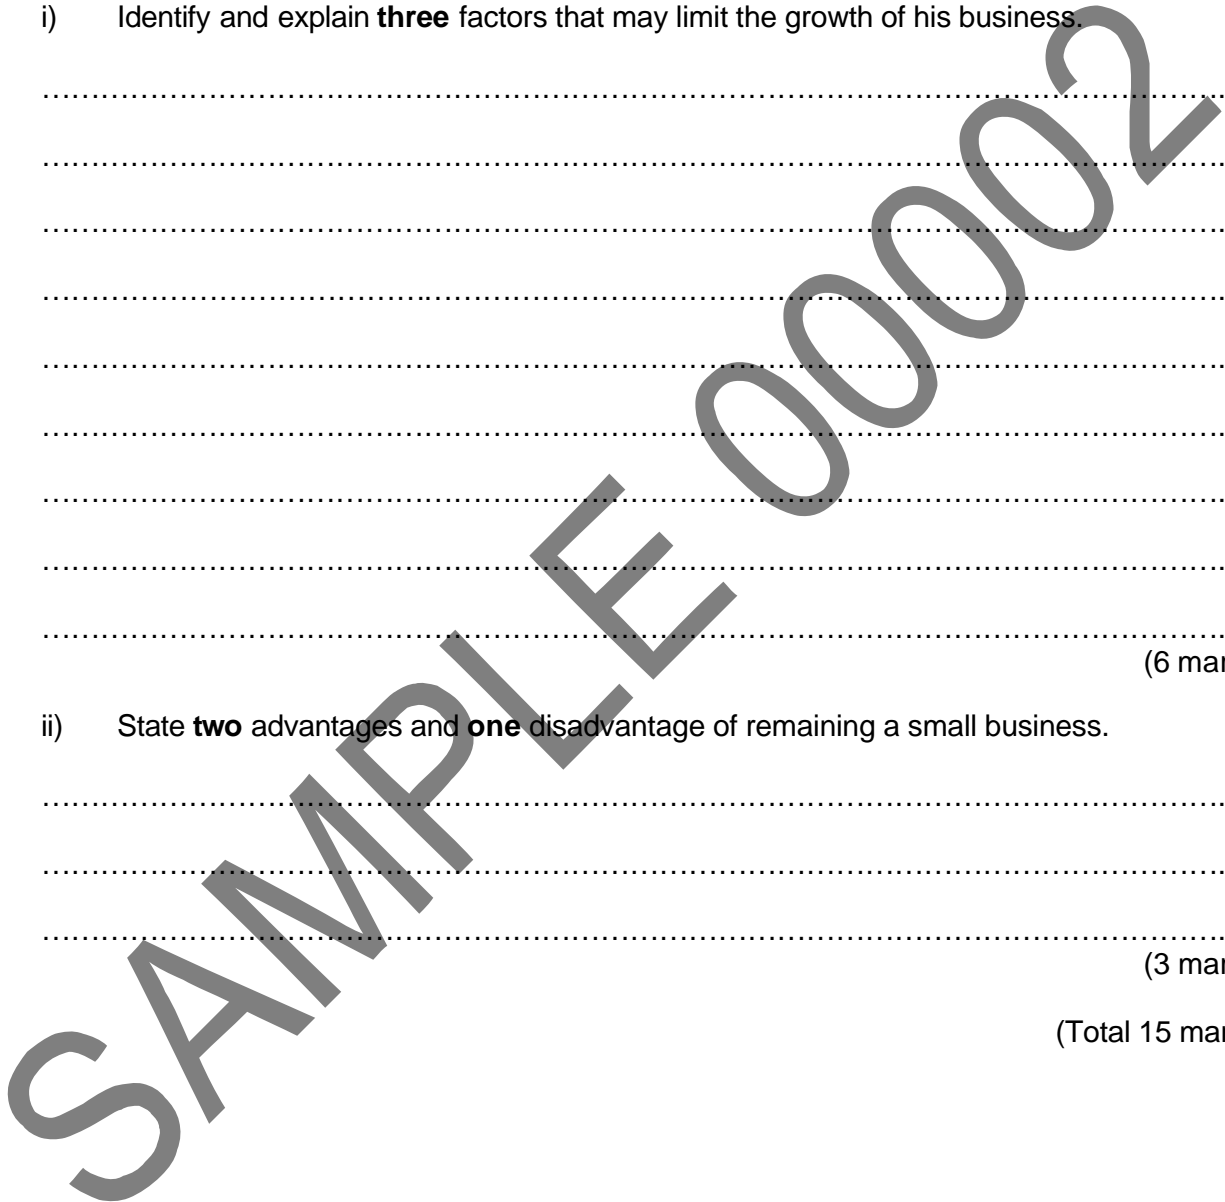 i) Identify and explain three factors that may limit the growth of his business.
………………………………………………………………………………………………………………
………………………………………………………………………………………………………………
………………………………………………………………………………………………………………
………………………………………………………………………………………………………………
………………………………………………………………………………………………………………
………………………………………………………………………………………………………………
………………………………………………………………………………………………………………
………………………………………………………………………………………………………………
………………………………………………………………………………………………………………
(6 mar
ii) State two advantages and one disadvantage of remaining a small business.
………………………………………………………………………………………………………………
………………………………………………………………………………………………………………
………………………………………………………………………………………………………………
(3 mar
(Total 15 mar
SAMPLE 00002